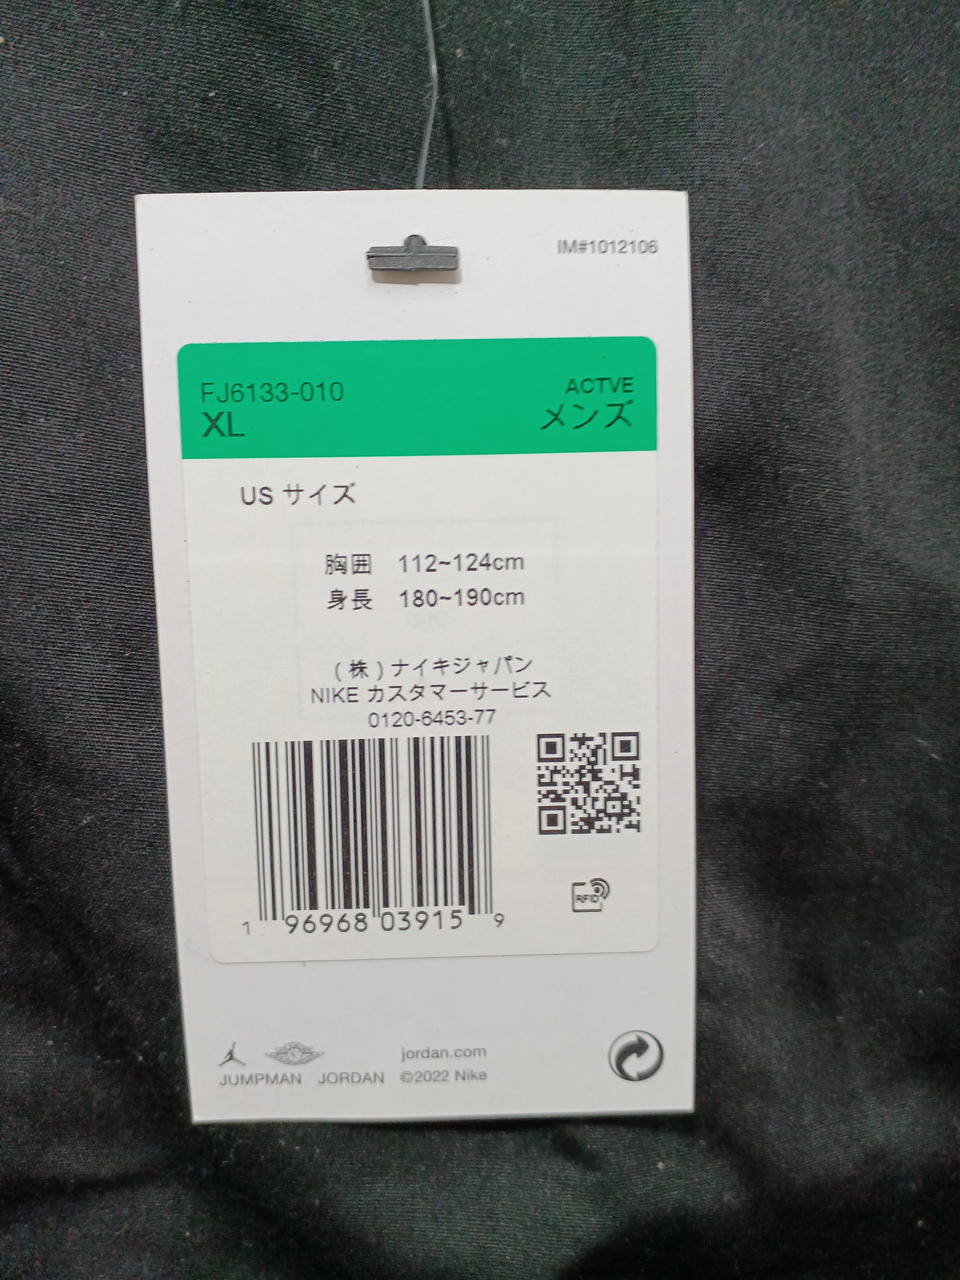 IM#1012106
FJ6133-010
ACTVE
XL
メンズ
US サイズ
胸囲 112~124cm
身長 180~190cm
(株)ナイキジャパン
NIKE カスタマーサービス
0120-6453-77
RFID
1 96968 03915 9
jordan.com
JUMPMAN JORDAN ©2022 Nike